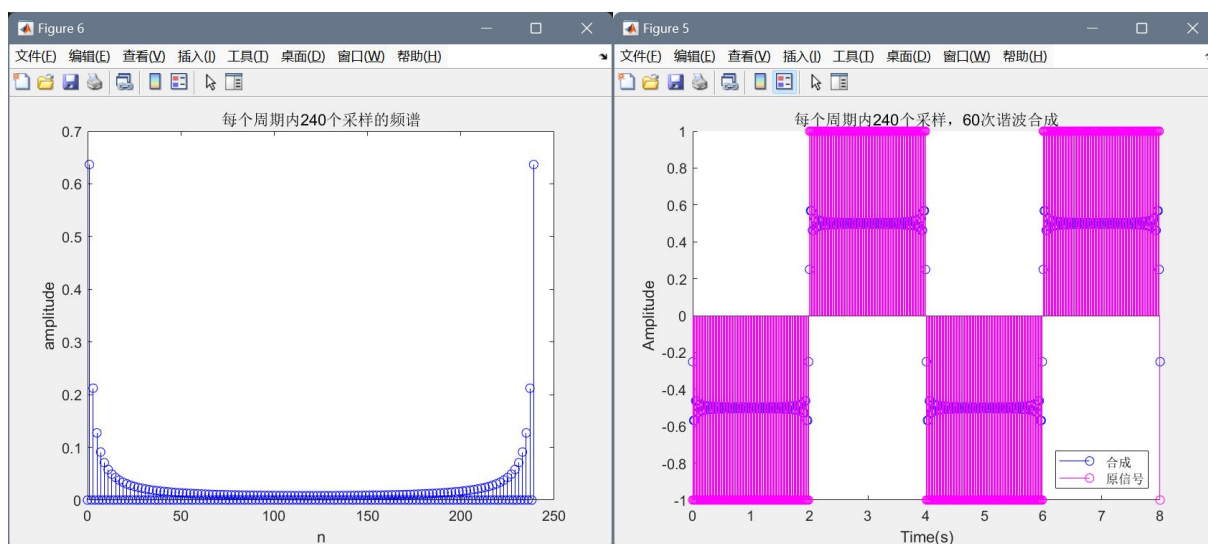 Figure 6
文件(F) 编辑(E) 查看(V) 插入(I) 工具(T) 桌面(D) 窗口(W) 帮助(H)
每个周期内240个采样的频谱
0.7
0.6
0.5
0.4
0.3
0.2
0.1
0
amplitude
0 50 100 150 200 250
n
Figure 5
文件(F) 编辑(E) 查看(V) 插入(I) 工具(T) 桌面(D) 窗口(W) 帮助(H)
每个周期内240个采样，60次谐波合成
1
0.8
0.6
0.4
0.2
0
-0.2
-0.4
-0.6
-0.8
-1
Amplitude
合成
原信号
0 1 2 3 4 5 6 7 8
Time(s)